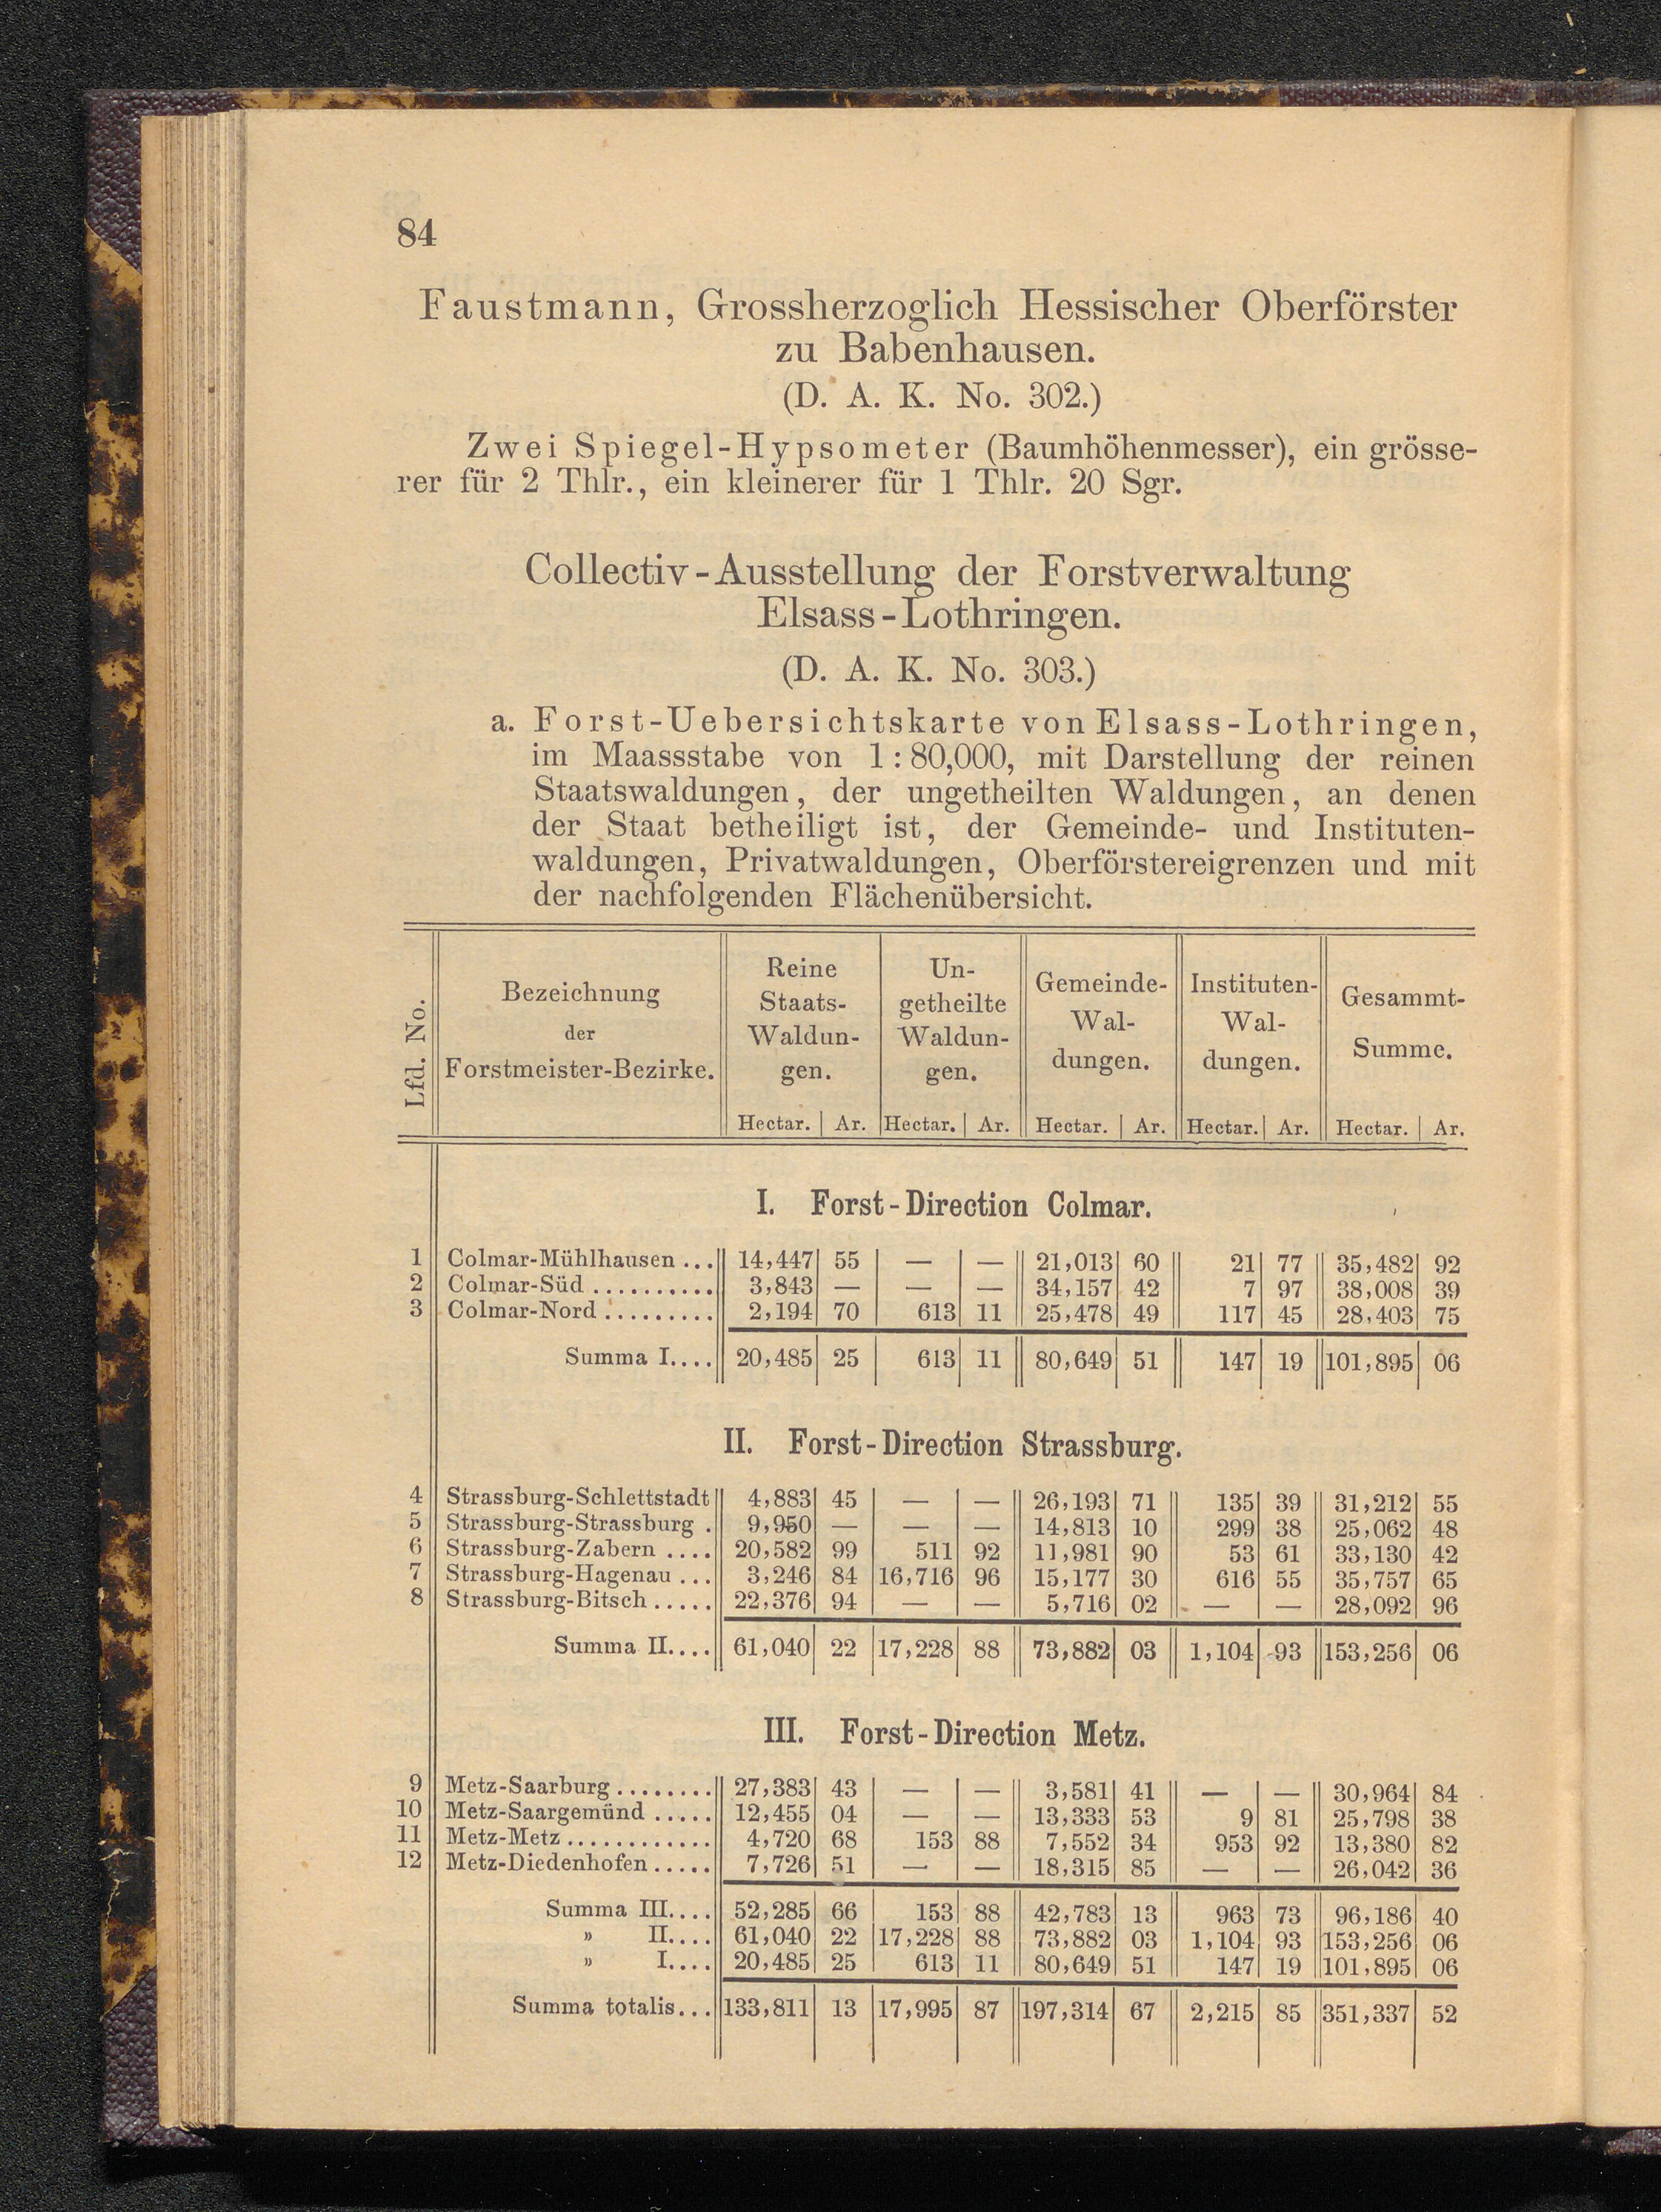 84
Faustmann, Grossherzoglich Hessischer Oberförster
zu Babenhausen.
(D. A. K. No. 302.)
Zwei Spiegel-Hypsometer (Baumhöhenmesser), ein grösse-
rer für 2 Thlr., ein kleinerer für 1 Thlr. 20 Sgr.
Collectiv-Ausstellung der Forstverwaltung
Elsass-Lothringen.
(D. A. K. No. 303.)
a. Forst-Uebersichtskarte von Elsass-Lothringen,
im Maassstabe von 1:80,000, mit Darstellung der reinen
Staatswaldungen, der ungetheilten Waldungen, an denen
der Staat betheiligt ist, der Gemeinde- und Instituten-
waldungen, Privatwaldungen, Oberförstereigrenzen und mit
der nachfolgenden Flächenübersicht.
Lfd. No.
Bezeichnung
der
Forstmeister-Bezirke.
Reine
Staats-
Waldun-
gen.
Un-
getheilte
Waldun-
gen.
Gemeinde-
Wal-
dungen.
Instituten-
Wal-
dungen.
Gesammt-
Summe.
Hectar. Ar. Hectar. Ar. Hectar. Ar. Hectar. Ar. Hectar. Ar.
I. Forst-Direction Colmar.
1 Colmar-Mühlhausen ... 14,447 55 — — 21,013 60 21 77 35,482 92
2 Colmar-Süd .......... 3,843 — — — 34,157 42 7 97 38,008 39
3 Colmar-Nord ......... 2,194 70 613 11 25,478 49 117 45 28,403 75
Summa I.... 20,485 25 613 11 80,649 51 147 19 101,895 06
II. Forst-Direction Strassburg.
4 Strassburg-Schlettstadt 4,883 45 — — 26,193 71 135 39 31,212 55
5 Strassburg-Strassburg . 9,950 — — — 14,813 10 299 38 25,062 48
6 Strassburg-Zabern .... 20,582 99 511 92 11,981 90 53 61 33,130 42
7 Strassburg-Hagenau ... 3,246 84 16,716 96 15,177 30 616 55 35,757 65
8 Strassburg-Bitsch ..... 22,376 94 — — 5,716 02 — — 28,092 96
Summa II.... 61,040 22 17,228 88 73,882 03 1,104 93 153,256 06
III. Forst-Direction Metz.
9 Metz-Saarburg ........ 27,383 43 — — 3,581 41 — — 30,964 84
10 Metz-Saargemünd ..... 12,455 04 — — 13,333 53 9 81 25,798 38
11 Metz-Metz ............ 4,720 68 153 88 7,552 34 953 92 13,380 82
12 Metz-Diedenhofen ..... 7,726 51 — — 18,315 85 — — 26,042 36
Summa III.... 52,285 66 153 88 42,783 13 963 73 96,186 40
» II.... 61,040 22 17,228 88 73,882 03 1,104 93 153,256 06
» I.... 20,485 25 613 11 80,649 51 147 19 101,895 06
Summa totalis... 133,811 13 17,995 87 197,314 67 2,215 85 351,337 52